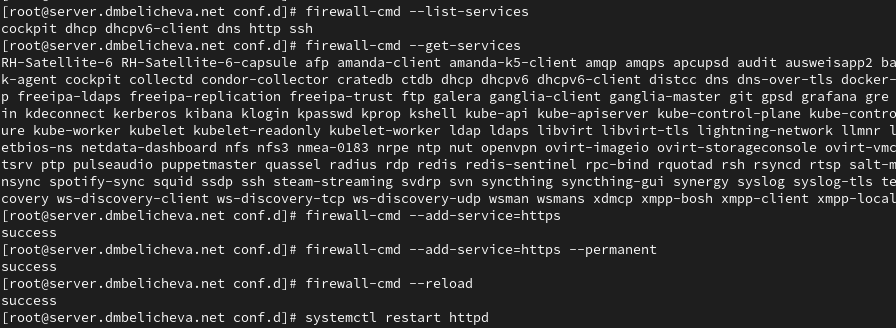 [root@server.dmbelicheva.net conf.d]# firewall-cmd --list-services
cockpit dhcp dhcpv6-client dns http ssh
[root@server.dmbelicheva.net conf.d]# firewall-cmd --get-services
RH-Satellite-6 RH-Satellite-6-capsule afp amanda-client amanda-k5-client amqp amqps apcupsd audit ausweisapp2 ba
k-agent cockpit collectd condor-collector cratedb ctdb dhcp dhcpv6 dhcpv6-client distcc dns dns-over-tls docker-
p freeipa-ldaps freeipa-replication freeipa-trust ftp galera ganglia-client ganglia-master git gpsd grafana gre
in kdeconnect kerberos kibana klogin kpasswd kprop kshell kube-api kube-apiserver kube-control-plane kube-contro
ure kube-worker kubelet kubelet-readonly kubelet-worker ldap ldaps libvirt libvirt-tls lightning-network llmnr l
etbios-ns netdata-dashboard nfs nfs3 nmea-0183 nrpe ntp nut openvpn ovirt-imageio ovirt-storageconsole ovirt-vmc
tsrv ptp pulseaudio puppetmaster quassel radius rdp redis redis-sentinel rpc-bind rquotad rsh rsyncd rtsp salt-m
nsync spotify-sync squid ssdp ssh steam-streaming svdrp svn syncthing syncthing-gui synergy syslog syslog-tls te
covery ws-discovery-client ws-discovery-tcp ws-discovery-udp wsman wsmans xdmcp xmpp-bosh xmpp-client xmpp-local
[root@server.dmbelicheva.net conf.d]# firewall-cmd --add-service=https
success
[root@server.dmbelicheva.net conf.d]# firewall-cmd --add-service=https --permanent
success
[root@server.dmbelicheva.net conf.d]# firewall-cmd --reload
success
[root@server.dmbelicheva.net conf.d]# systemctl restart httpd